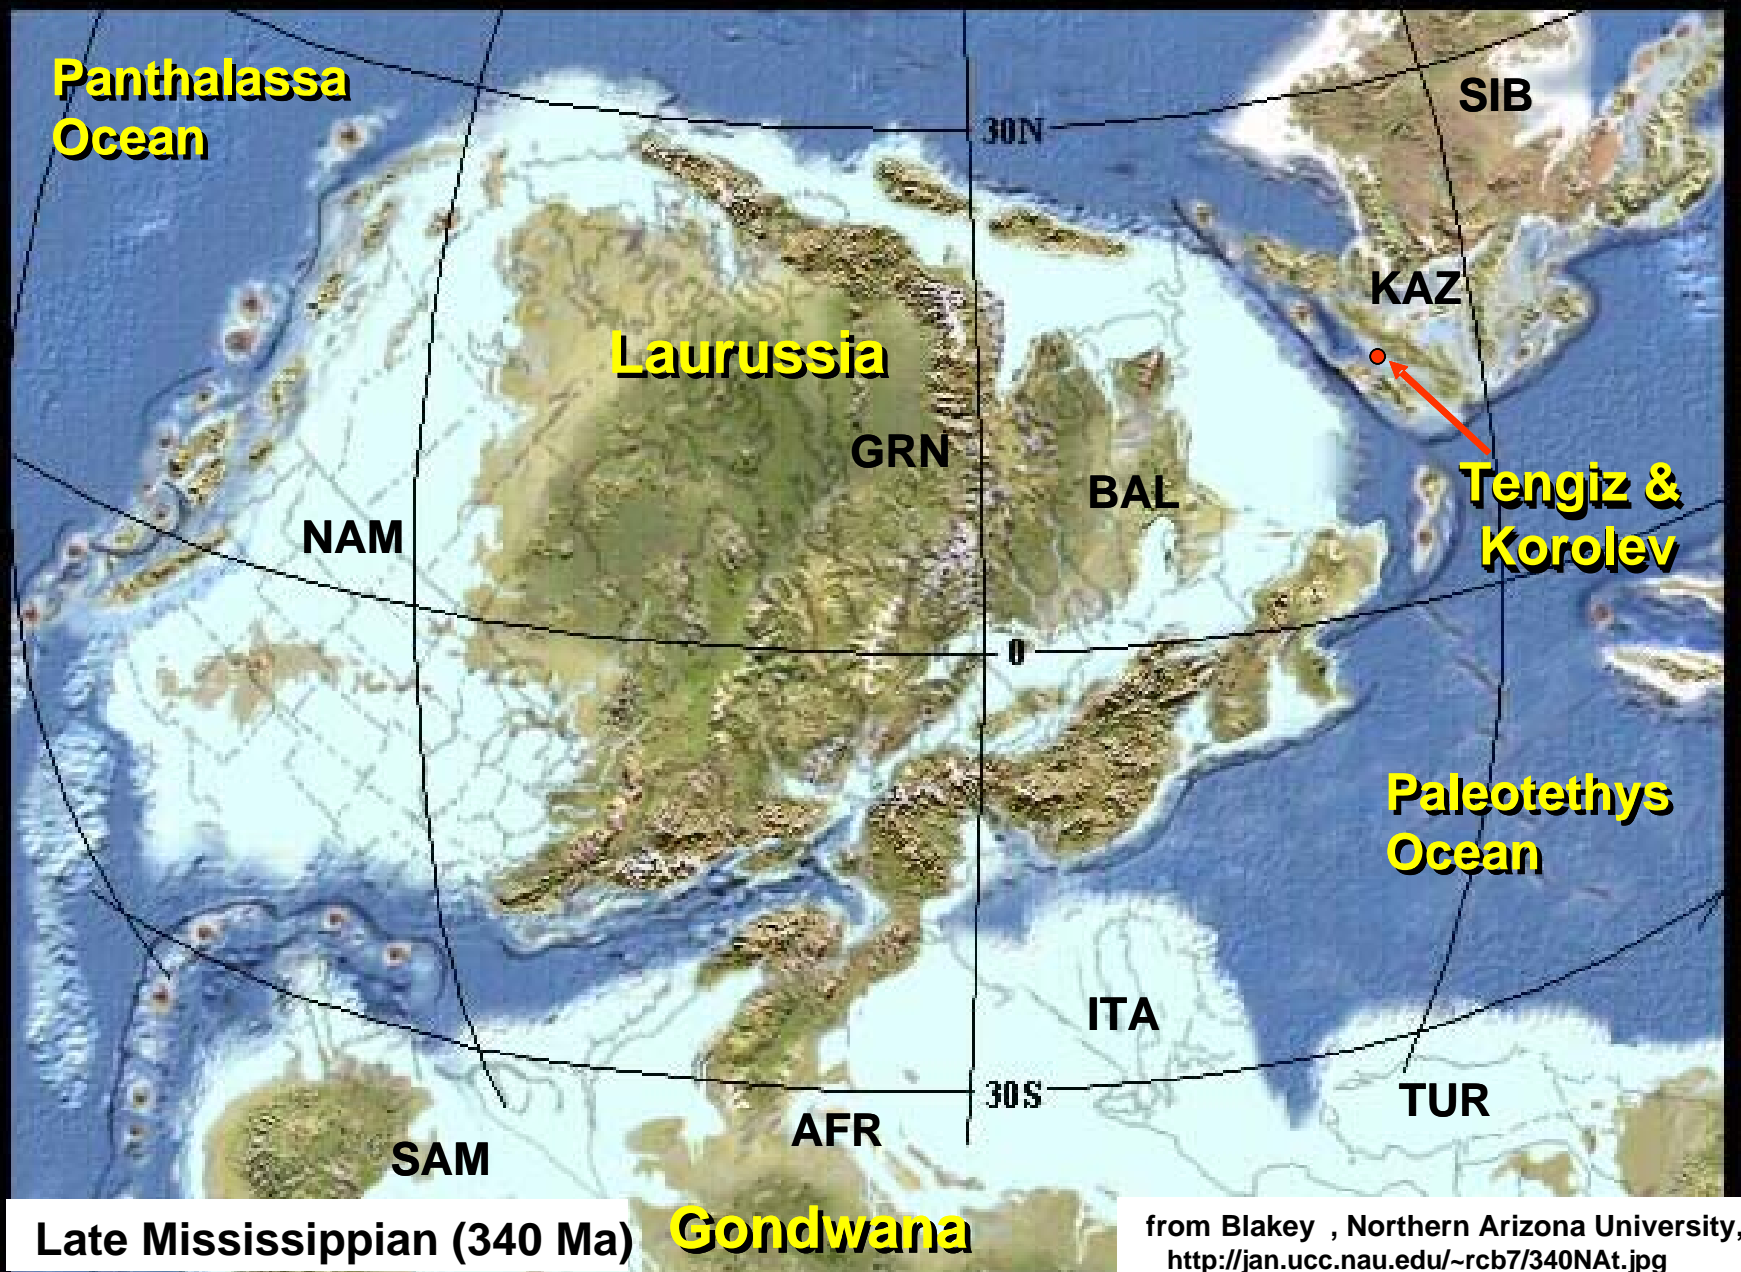 Panthalassa
Ocean
SIB
30N
KAZ
Laurussia
GRN
BAL
Tengiz &
Korolev
NAM
0
Paleotethys
Ocean
ITA
30S
TUR
AFR
SAM
Late Mississippian (340 Ma)
Gondwana
from Blakey , Northern Arizona University,
http://jan.ucc.nau.edu/~rcb7/340NAt.jpg